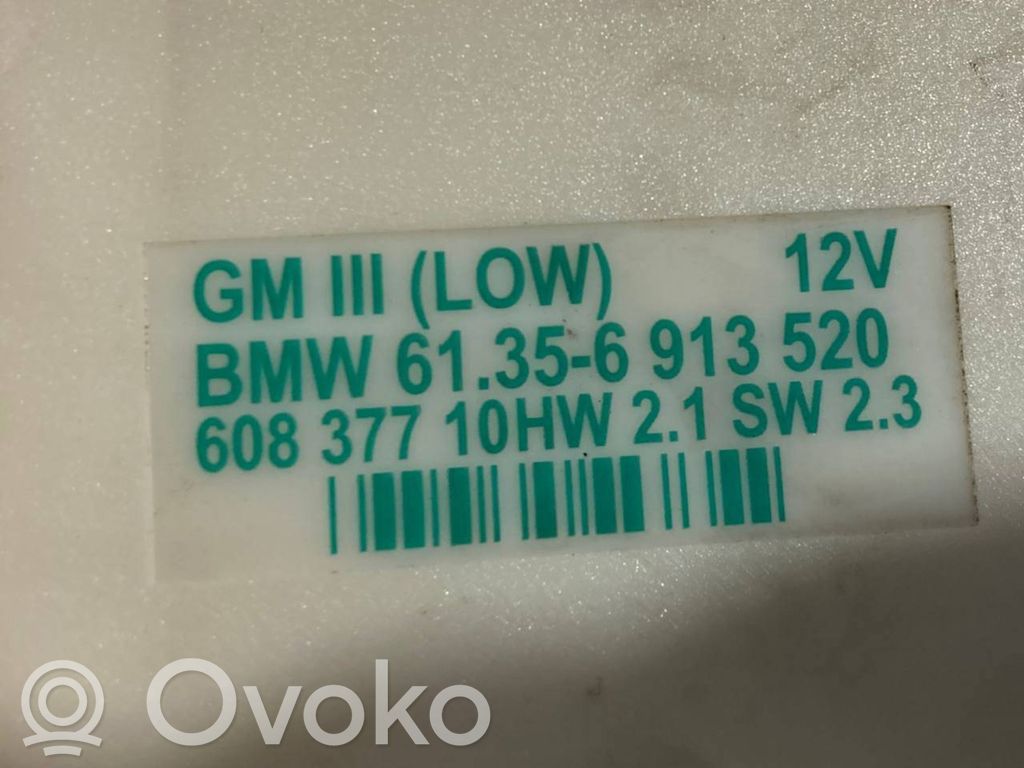 GM III (LOW) 12V
BMW 61.35-6 913 520
608 377 10HW 2.1 SW 2.3
Ovoko